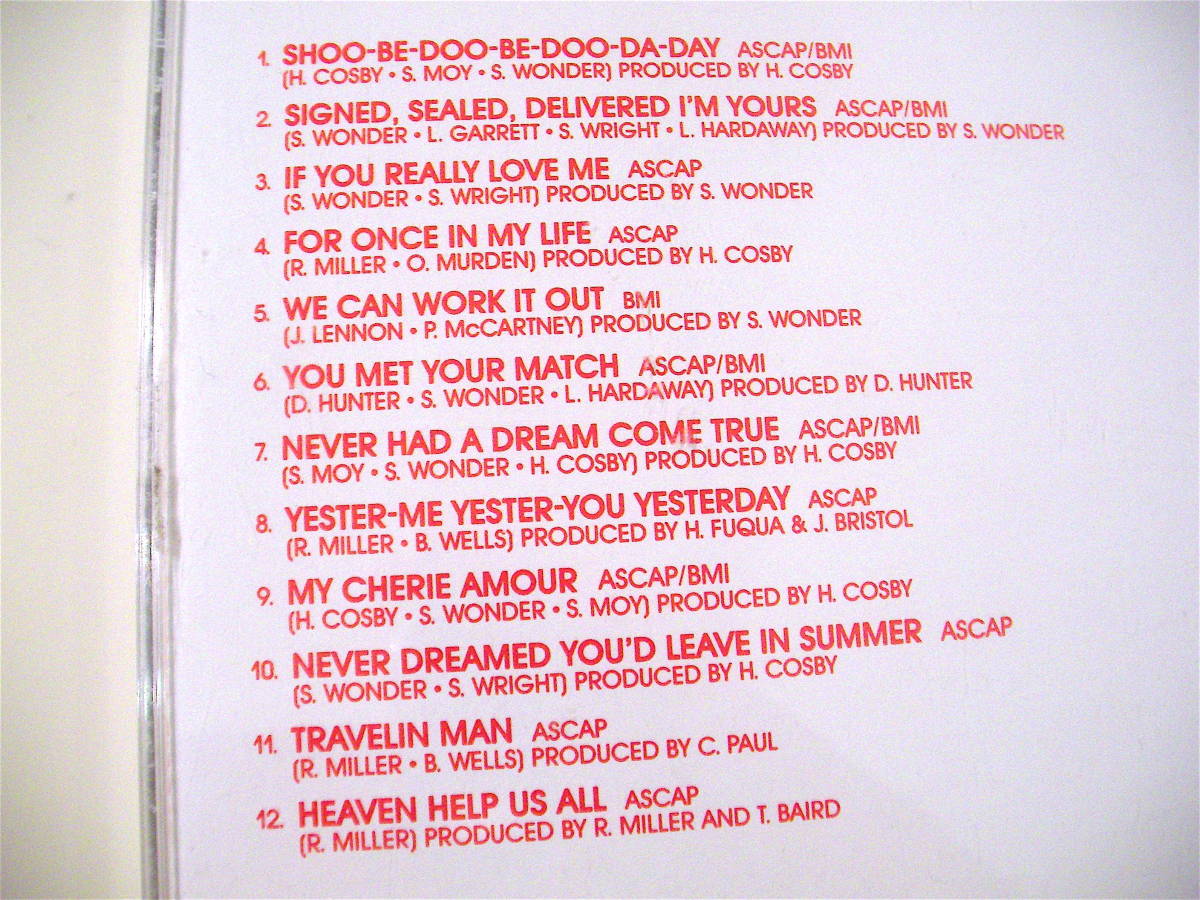 1. SHOO-BE-DOO-BE-DOO-DA-DAY ASCAP/BMI
(H. COSBY • S. MOY • S. WONDER) PRODUCED BY H. COSBY
2. SIGNED, SEALED, DELIVERED I'M YOURS ASCAP/BMI
(S. WONDER • L. GARRETT • S. WRIGHT • L. HARDAWAY) PRODUCED BY S. WONDER
3. IF YOU REALLY LOVE ME ASCAP
(S. WONDER • S. WRIGHT) PRODUCED BY S. WONDER
4. FOR ONCE IN MY LIFE ASCAP
(R. MILLER • O. MURDEN) PRODUCED BY H. COSBY
5. WE CAN WORK IT OUT BMI
(J. LENNON • P. McCARTNEY) PRODUCED BY S. WONDER
6. YOU MET YOUR MATCH ASCAP/BMI
(D. HUNTER • S. WONDER • L. HARDAWAY) PRODUCED BY D. HUNTER
7. NEVER HAD A DREAM COME TRUE ASCAP/BMI
(S. MOY • S. WONDER • H. COSBY) PRODUCED BY H. COSBY
8. YESTER-ME YESTER-YOU YESTERDAY ASCAP
(R. MILLER • B. WELLS) PRODUCED BY H. FUQUA & J. BRISTOL
9. MY CHERIE AMOUR ASCAP/BMI
(H. COSBY • S. WONDER • S. MOY) PRODUCED BY H. COSBY
10. NEVER DREAMED YOU'D LEAVE IN SUMMER ASCAP
(S. WONDER • S. WRIGHT) PRODUCED BY H. COSBY
11. TRAVELIN MAN ASCAP
(R. MILLER • B. WELLS) PRODUCED BY C. PAUL
12. HEAVEN HELP US ALL ASCAP
(R. MILLER) PRODUCED BY R. MILLER AND T. BAIRD